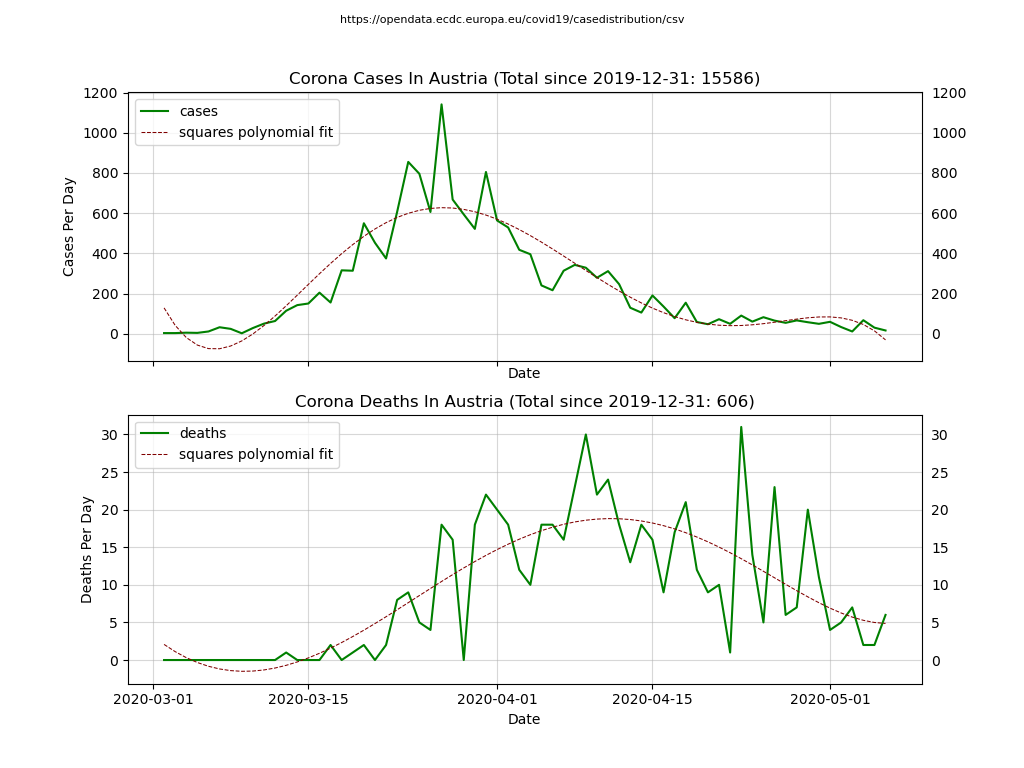 https://opendata.ecdc.europa.eu/covid19/casedistribution/csv
Corona Cases In Austria (Total since 2019-12-31: 15586)
1200 1200
1000 1000
800 800
600 600
400 400
200 200
0 0
cases
squares polynomial fit
Cases Per Day
Date
Corona Deaths In Austria (Total since 2019-12-31: 606)
30 30
25 25
20 20
15 15
10 10
5 5
0 0
deaths
squares polynomial fit
Deaths Per Day
2020-03-01 2020-03-15 2020-04-01 2020-04-15 2020-05-01
Date